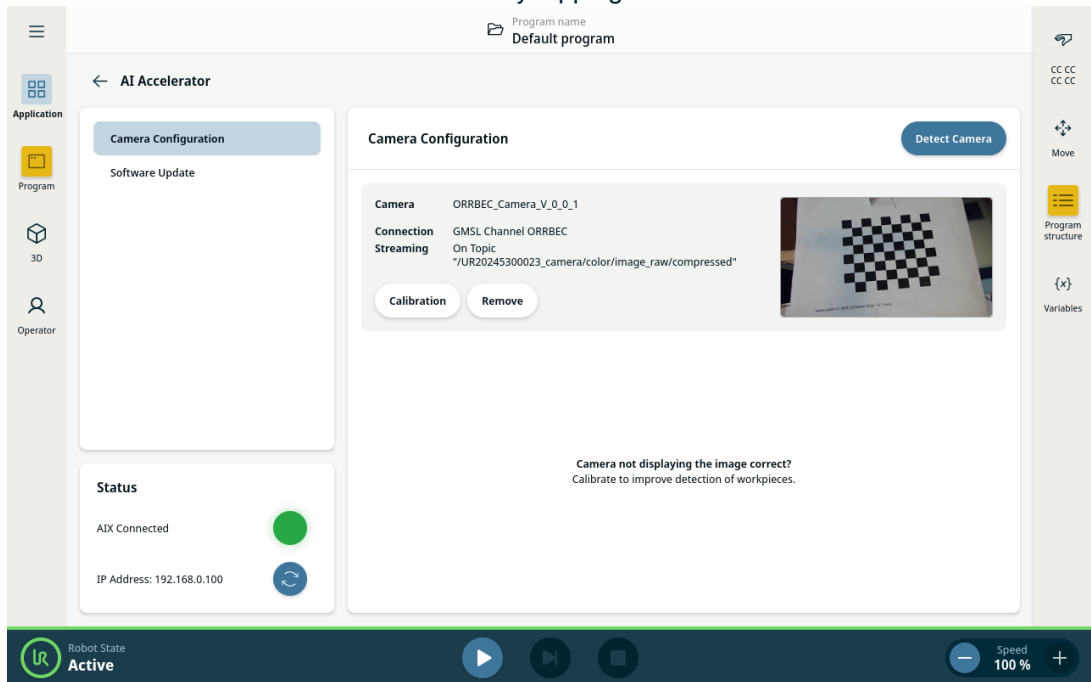 Program name
Default program
CC CC
CC CC
AI Accelerator
Application
Camera Configuration
Software Update
Camera Configuration
Detect Camera
Move
Program
Camera ORRBEC_Camera_V_0_0_1
Connection GMSL Channel ORRBEC
Streaming On Topic
"/UR20245300023_camera/color/image_raw/compressed"
Program
structure
3D
Calibration
Remove
Variables
Operator
Camera not displaying the image correct?
Calibrate to improve detection of workpieces.
Status
AIX Connected
IP Address: 192.168.0.100
UR
Robot State
Active
Speed
100 %